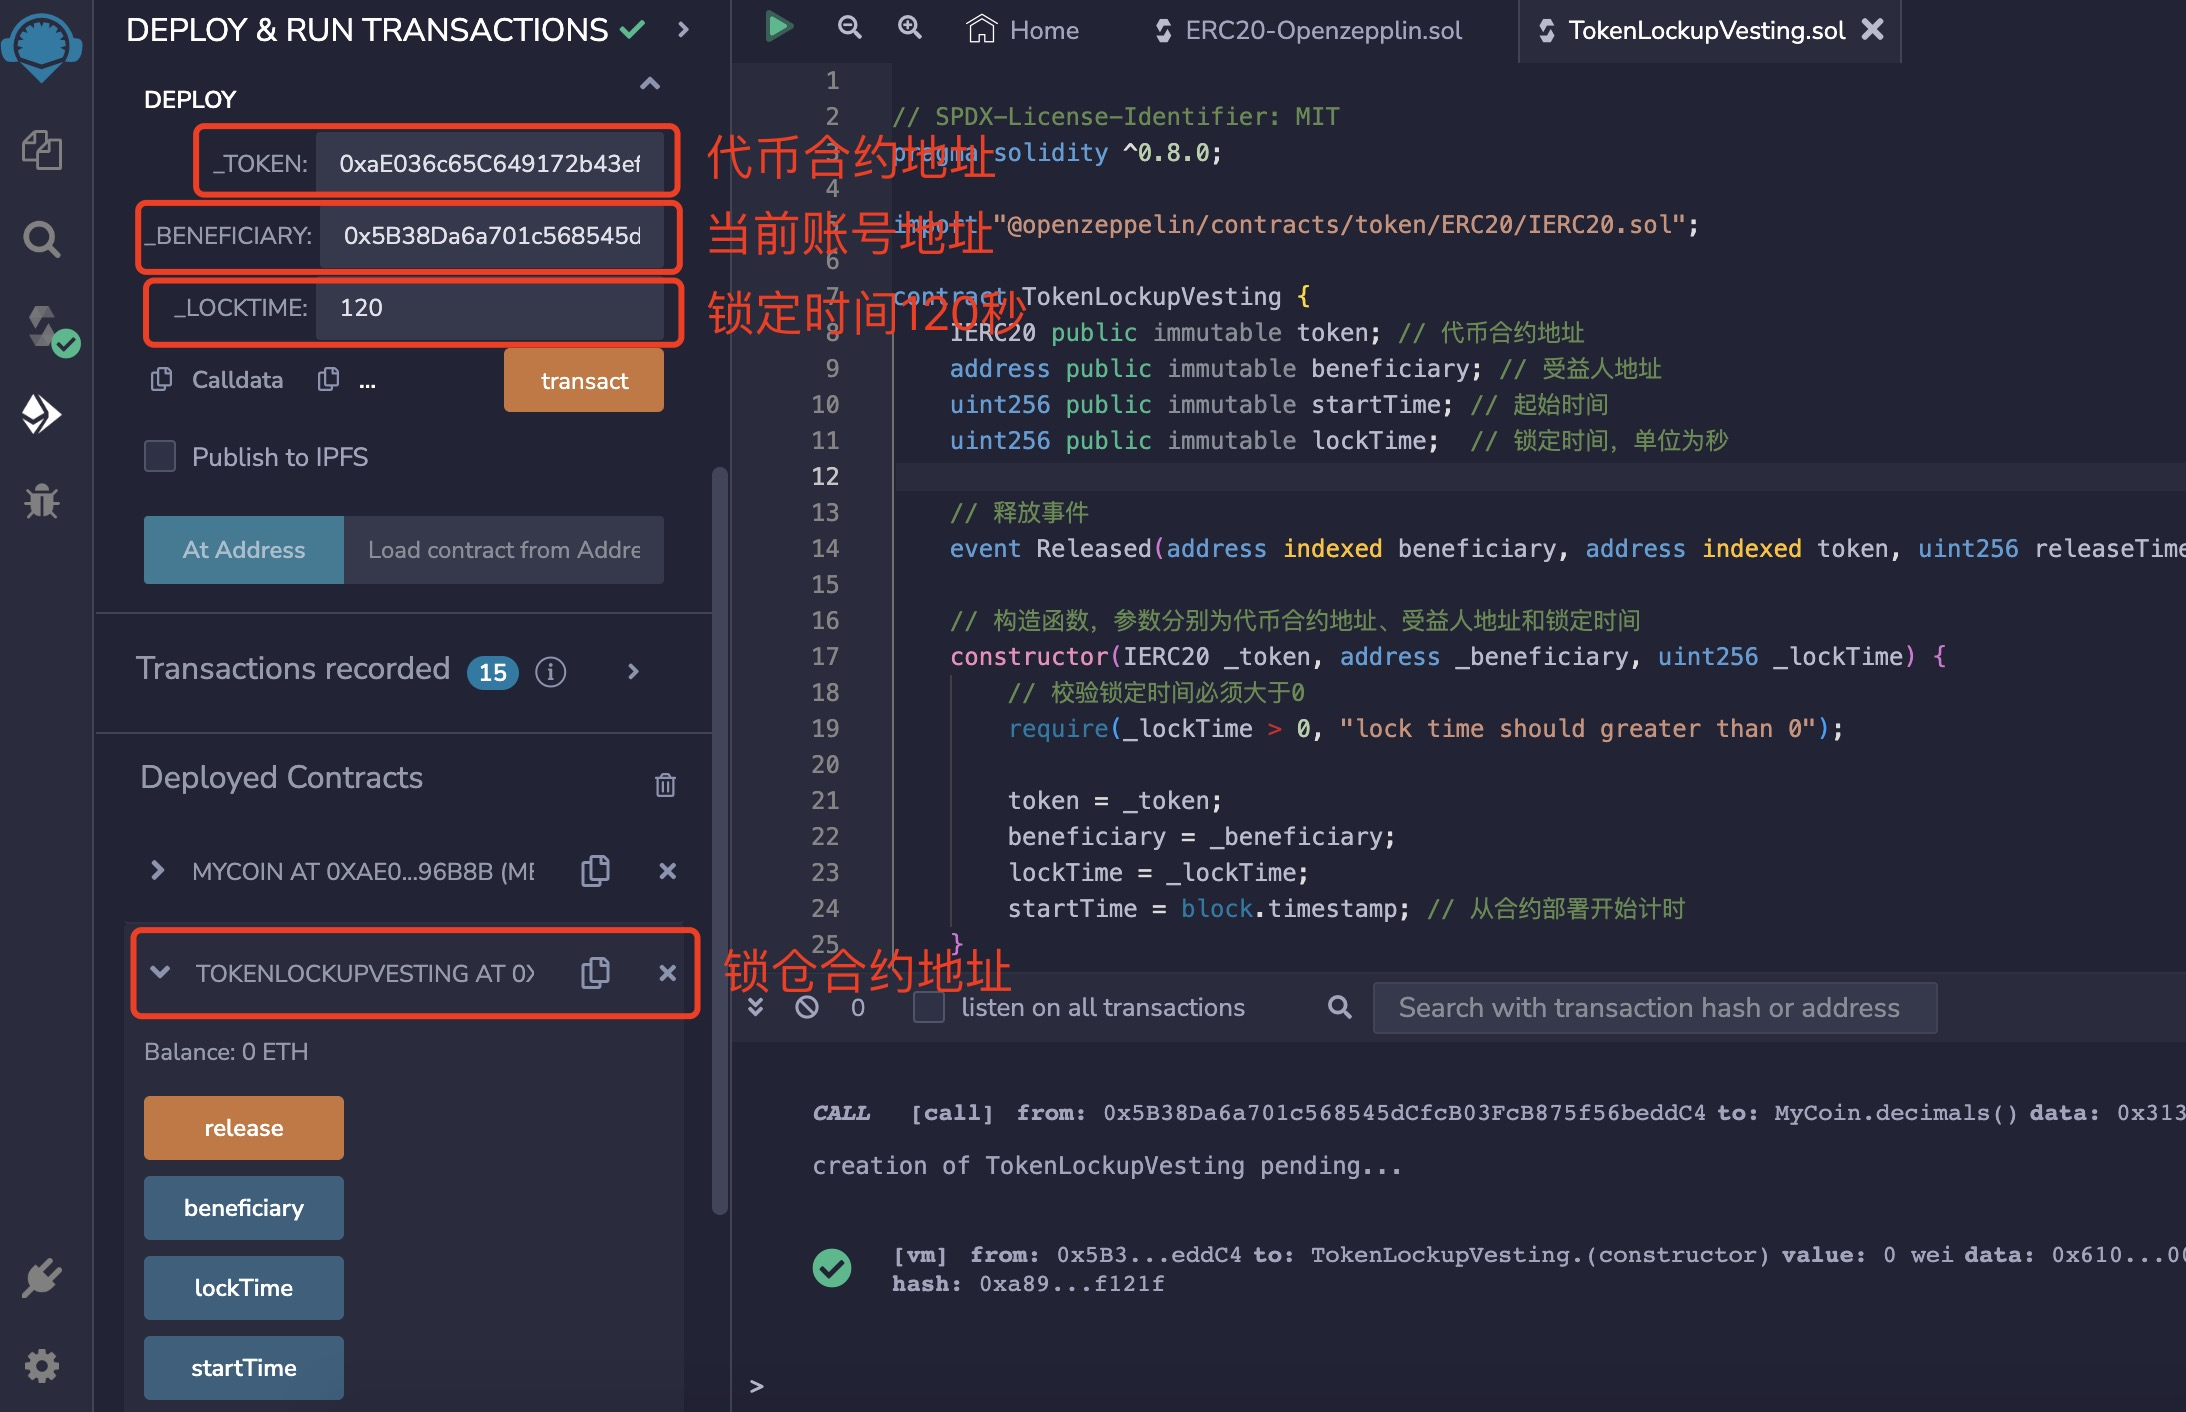 DEPLOY & RUN TRANSACTIONS
DEPLOY
_TOKEN: 0xaE036c65C649172b43ef
代币合约地址
_BENEFICIARY: 0x5B38Da6a701c568545d
当前账号地址
_LOCKTIME: 120
锁定时间120秒
Calldata ...
transact
Publish to IPFS
At Address Load contract from Addre
Transactions recorded 15 i
Deployed Contracts
MYCOIN AT 0XAE0...96B8B (ME
TOKENLOCKUPVESTING AT 0X
锁仓合约地址
Balance: 0 ETH
release
beneficiary
lockTime
startTime
Home ERC20-Openzepplin.sol TokenLockupVesting.sol
1
2 // SPDX-License-Identifier: MIT
3 pragma solidity ^0.8.0;
4
5 import "@openzeppelin/contracts/token/ERC20/IERC20.sol";
6
7 contract TokenLockupVesting {
8 IERC20 public immutable token; // 代币合约地址
9 address public immutable beneficiary; // 受益人地址
10 uint256 public immutable startTime; // 起始时间
11 uint256 public immutable lockTime; // 锁定时间，单位为秒
12
13 // 释放事件
14 event Released(address indexed beneficiary, address indexed token, uint256 releaseTime
15
16 // 构造函数，参数分别为代币合约地址、受益人地址和锁定时间
17 constructor(IERC20 _token, address _beneficiary, uint256 _lockTime) {
18 // 校验锁定时间必须大于0
19 require(_lockTime > 0, "lock time should greater than 0");
20
21 token = _token;
22 beneficiary = _beneficiary;
23 lockTime = _lockTime;
24 startTime = block.timestamp; // 从合约部署开始计时
25 }
0 listen on all transactions Search with transaction hash or address
CALL [call] from: 0x5B38Da6a701c568545dCfcB03FcB875f56beddC4 to: MyCoin.decimals() data: 0x313
creation of TokenLockupVesting pending...
[vm] from: 0x5B3...eddC4 to: TokenLockupVesting.(constructor) value: 0 wei data: 0x610...00
hash: 0xa89...f121f
>